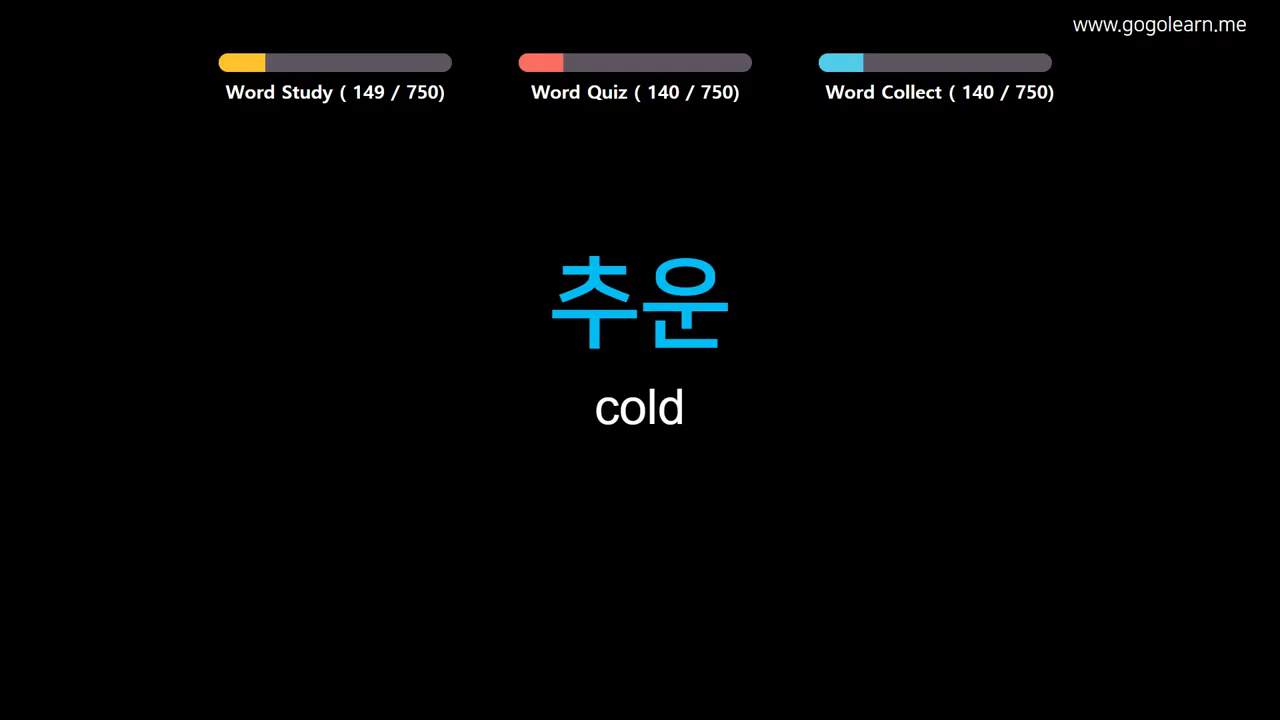 www.gogolearn.me
Word Study ( 149 / 750)
Word Quiz ( 140 / 750)
Word Collect ( 140 / 750)
추운
cold